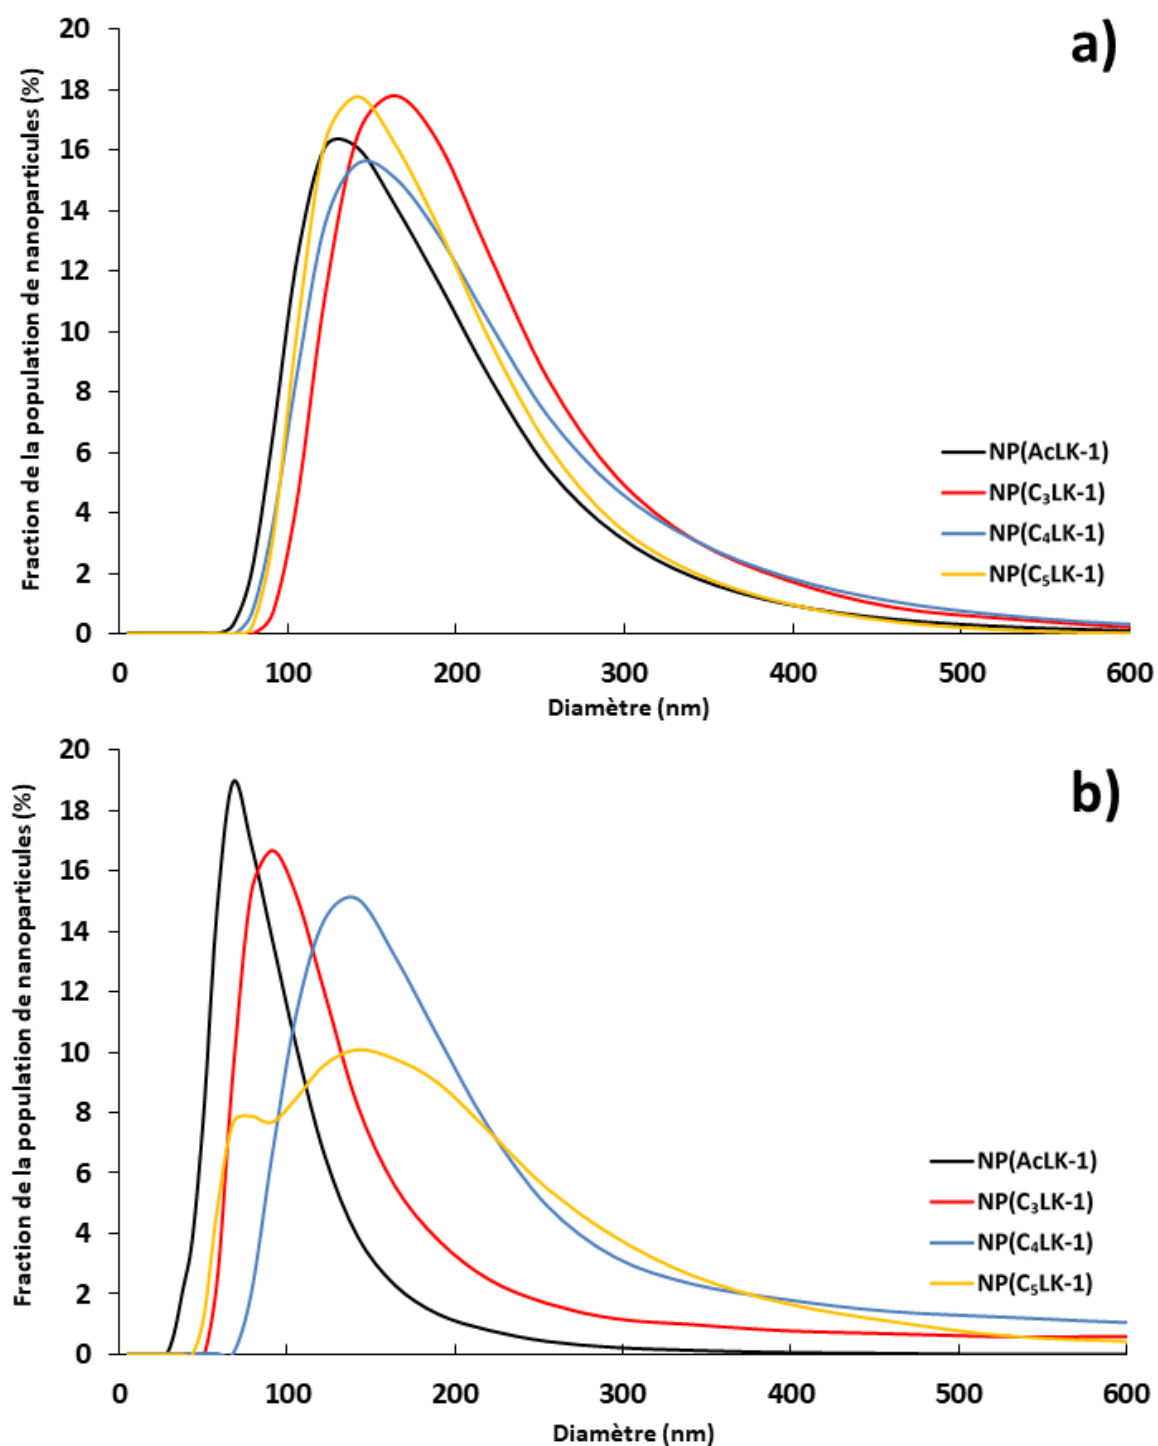 a)
Fraction de la population de nanoparticules (%)
20
18
16
14
12
10
8
6
4
2
0
NP(AcLK-1)
NP(C₃LK-1)
NP(C₄LK-1)
NP(C₅LK-1)
0 100 200 300 400 500 600
Diamètre (nm)
b)
Fraction de la population de nanoparticules (%)
20
18
16
14
12
10
8
6
4
2
0
NP(AcLK-1)
NP(C₃LK-1)
NP(C₄LK-1)
NP(C₅LK-1)
0 100 200 300 400 500 600
Diamètre (nm)